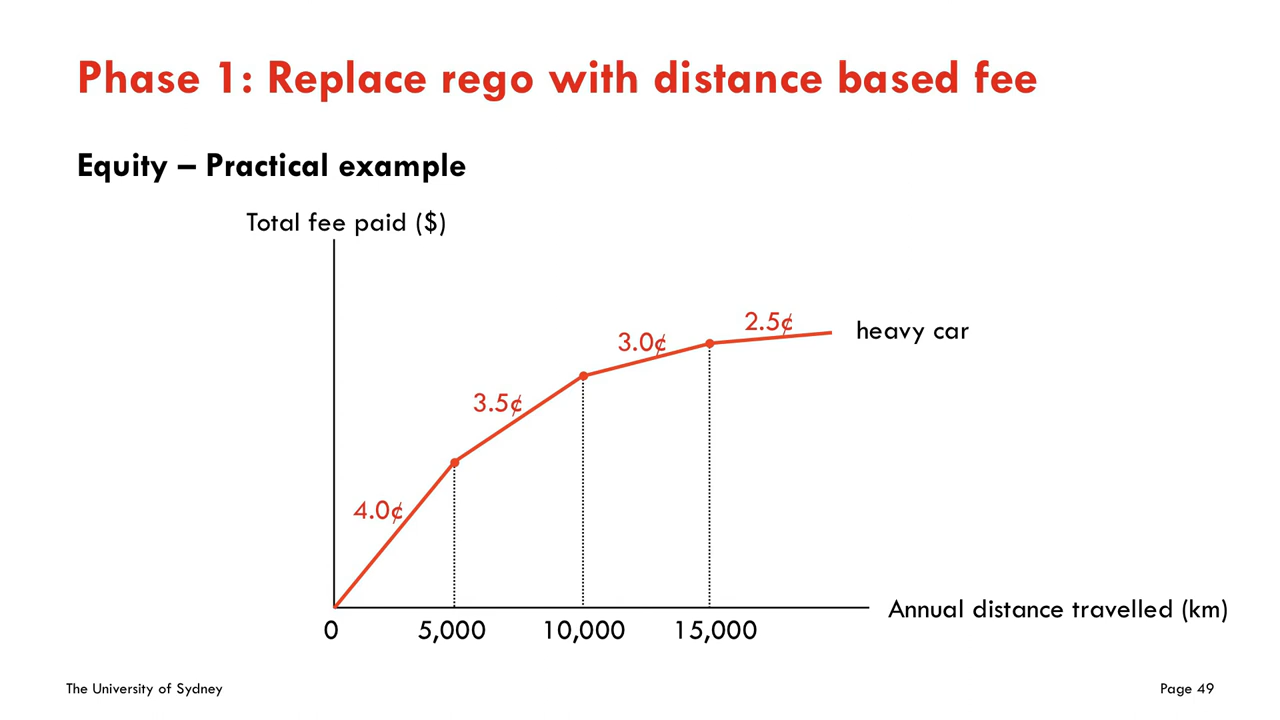 Phase 1: Replace rego with distance based fee
Equity – Practical example
Total fee paid ($)
4.0¢
3.5¢
3.0¢
2.5¢
heavy car
0
5,000
10,000
15,000
Annual distance travelled (km)
The University of Sydney
Page 49